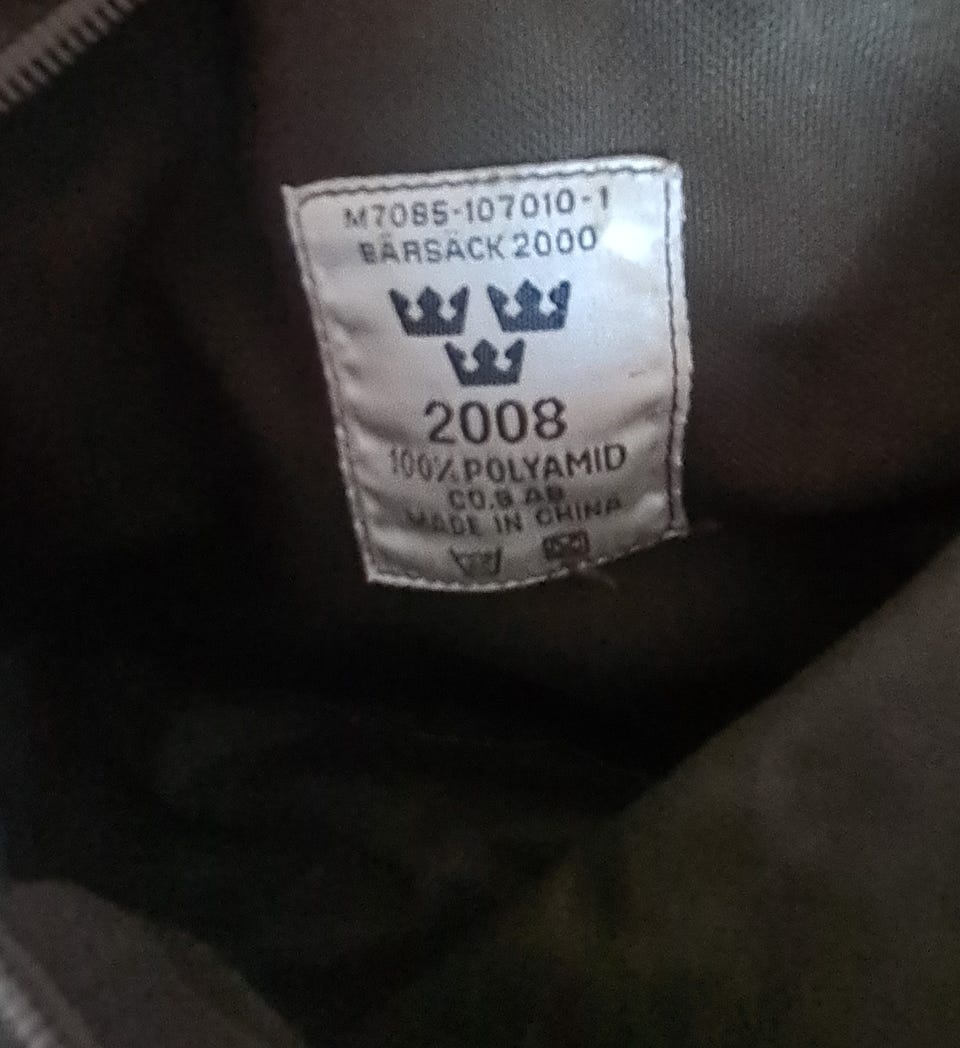 M7085-107010-1
BÄRSÄCK 2000
2008
100% POLYAMID
CO.S AB
MADE IN CHINA